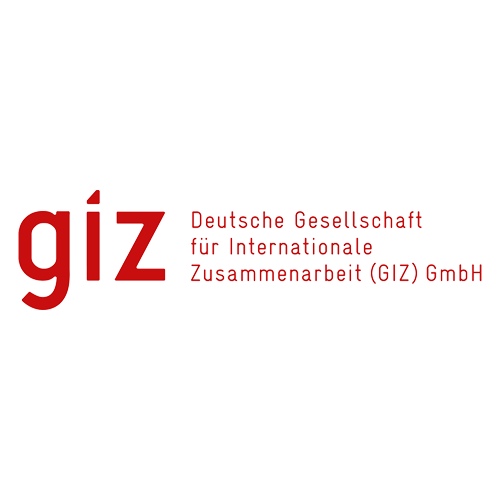 giz
Deutsche Gesellschaft
für Internationale
Zusammenarbeit (GIZ) GmbH